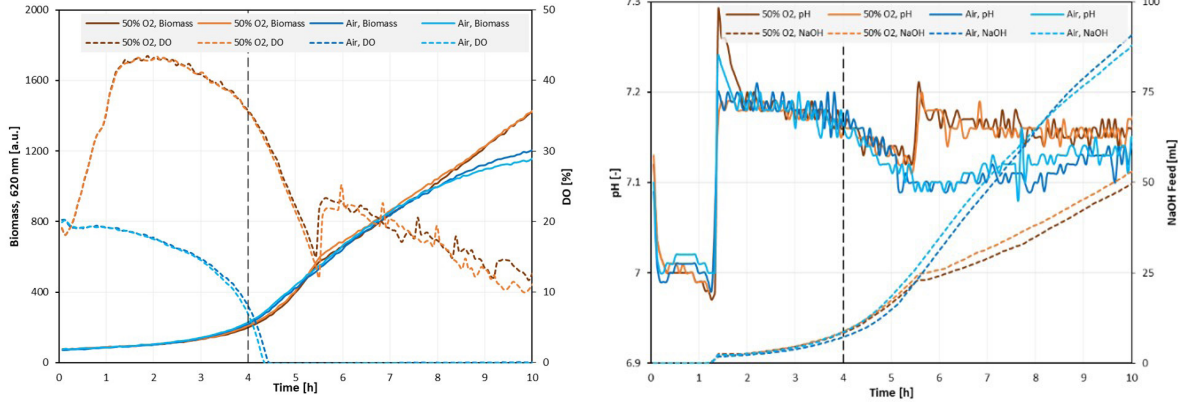 50% O2, Biomass 50% O2, Biomass Air, Biomass Air, Biomass
50% O2, DO 50% O2, DO Air, DO Air, DO
2000
1600
1200
800
400
0
Biomass, 620 nm [a.u.]
50
40
30
20
10
0
DO [%]
0 1 2 3 4 5 6 7 8 9 10
Time [h]
50% O2, pH 50% O2, pH Air, pH Air, pH
50% O2, NaOH 50% O2, NaOH Air, NaOH Air, NaOH
7.3
7.2
7.1
7
6.9
pH [-]
100
75
50
25
0
NaOH Feed [mL]
0 1 2 3 4 5 6 7 8 9 10
Time [h]